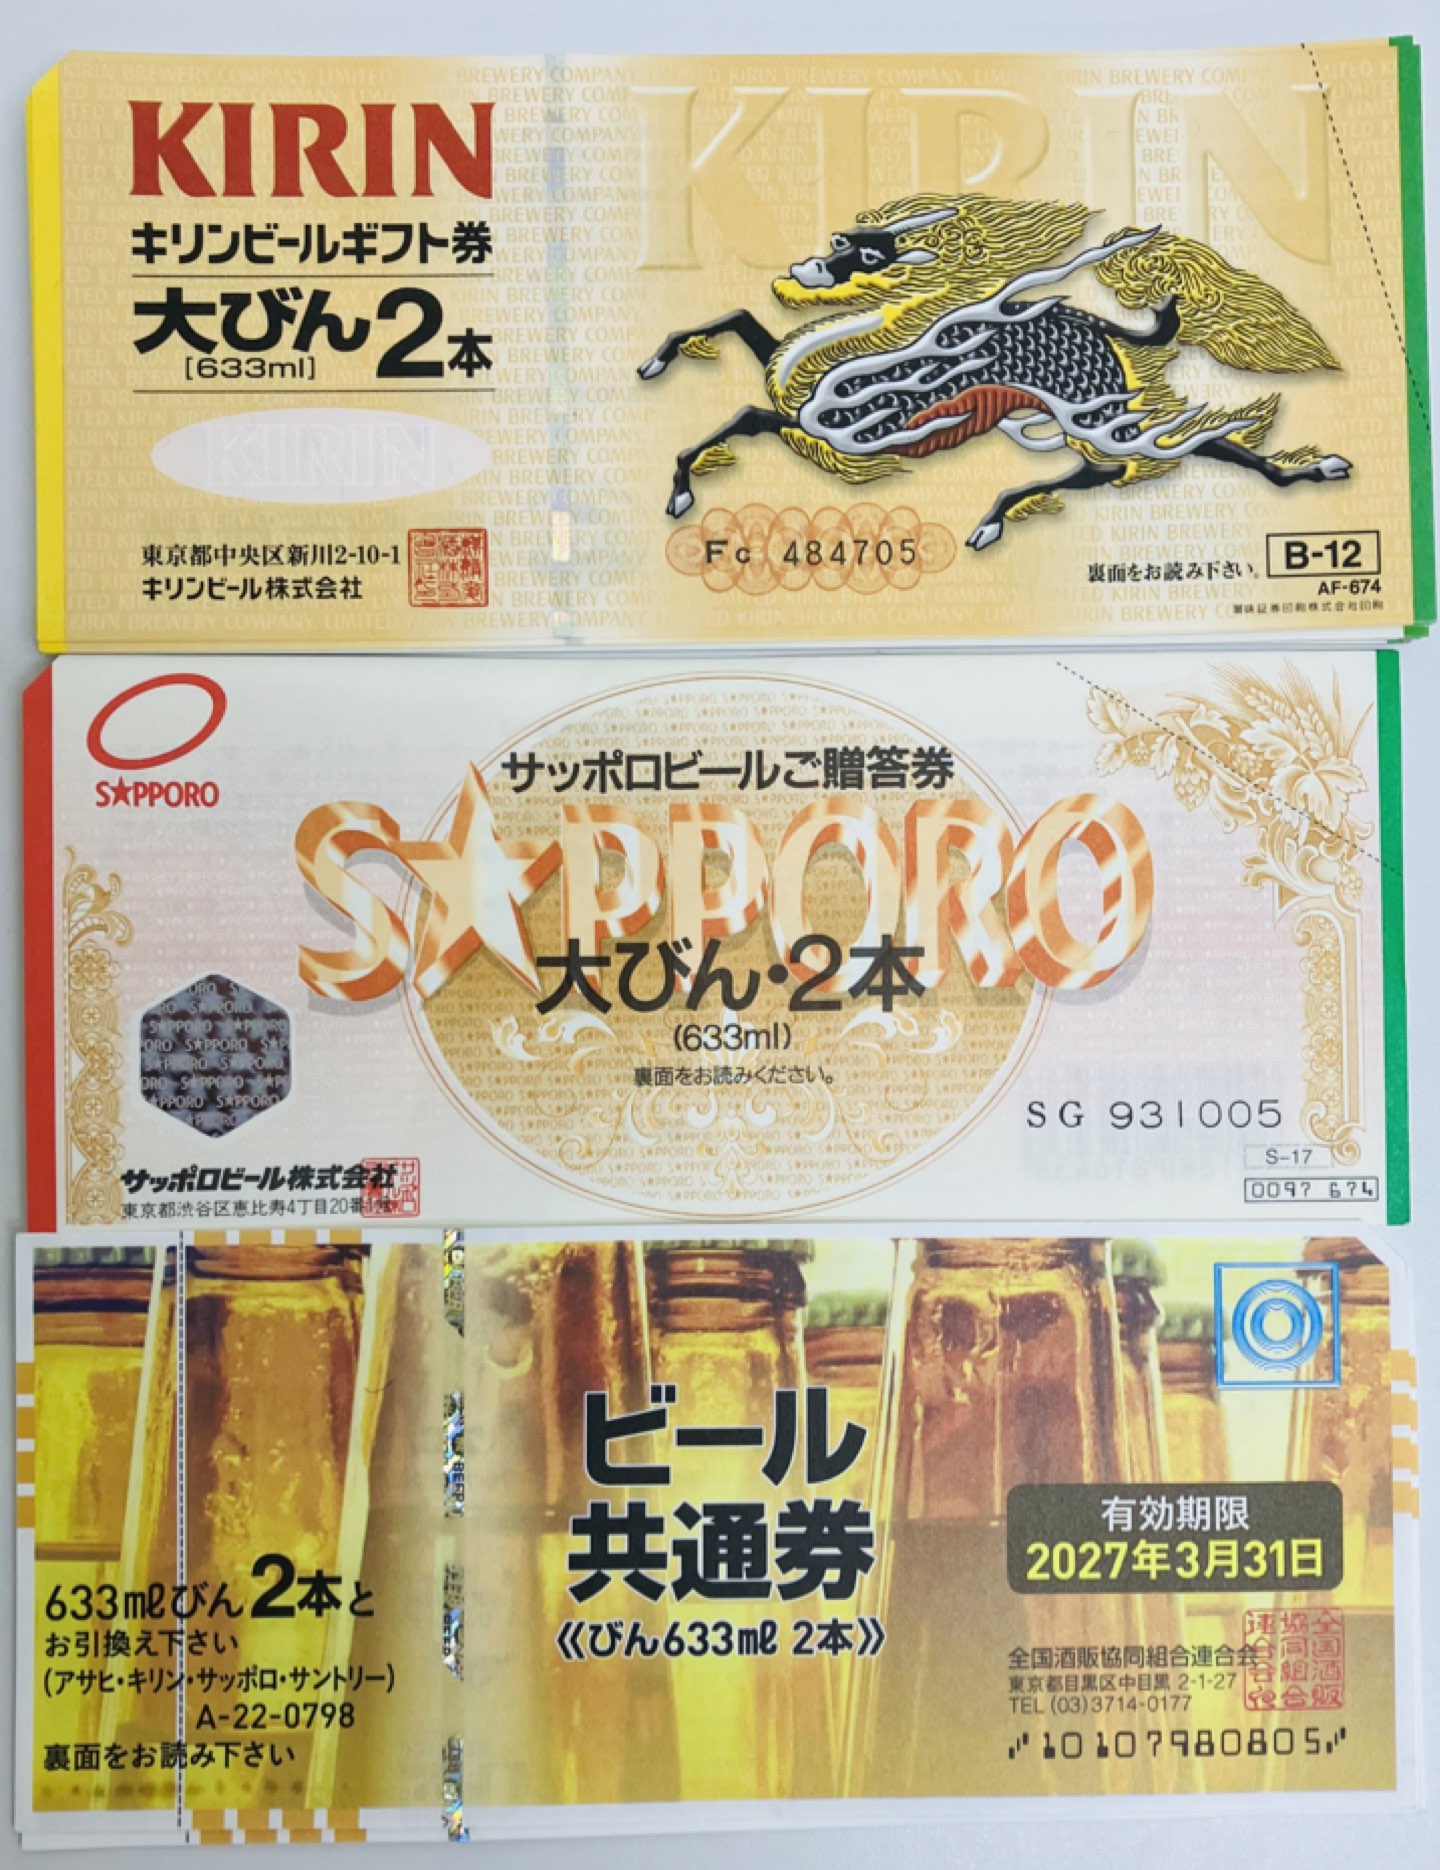 KIRIN
キリンビールギフト券
大びん2本
[633ml]
KIRIN
東京都中央区新川2-10-1
キリンビール株式会社
KIRIN
Fc 484705
裏面をお読み下さい。
B-12
AF-674
SAPPORO
サッポロビールご贈答券
SAPPORO
大びん・2本
(633ml)
裏面をお読みください。
SG 931005
S-17
0097 674
サッポロビール株式会社
東京都渋谷区恵比寿4丁目20番
ビール
共通券
《びん633mℓ 2本》
有効期限
2027年3月31日
633mℓびん2本と
お引換え下さい
(アサヒ・キリン・サッポロ・サントリー)
A-22-0798
裏面をお読み下さい
全国酒販協同組合連合会
東京都目黒区中目黒 2-1-27
TEL (03)3714-0177
10107980805